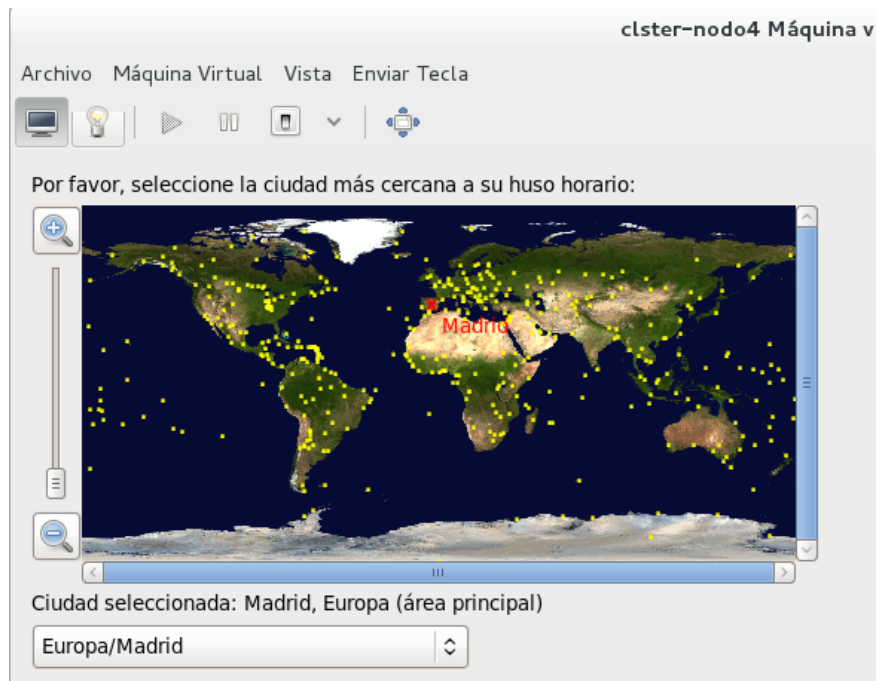 clster-nodo4 Máquina v
Archivo Máquina Virtual Vista Enviar Tecla
Por favor, seleccione la ciudad más cercana a su huso horario:
Madrid
Ciudad seleccionada: Madrid, Europa (área principal)
Europa/Madrid